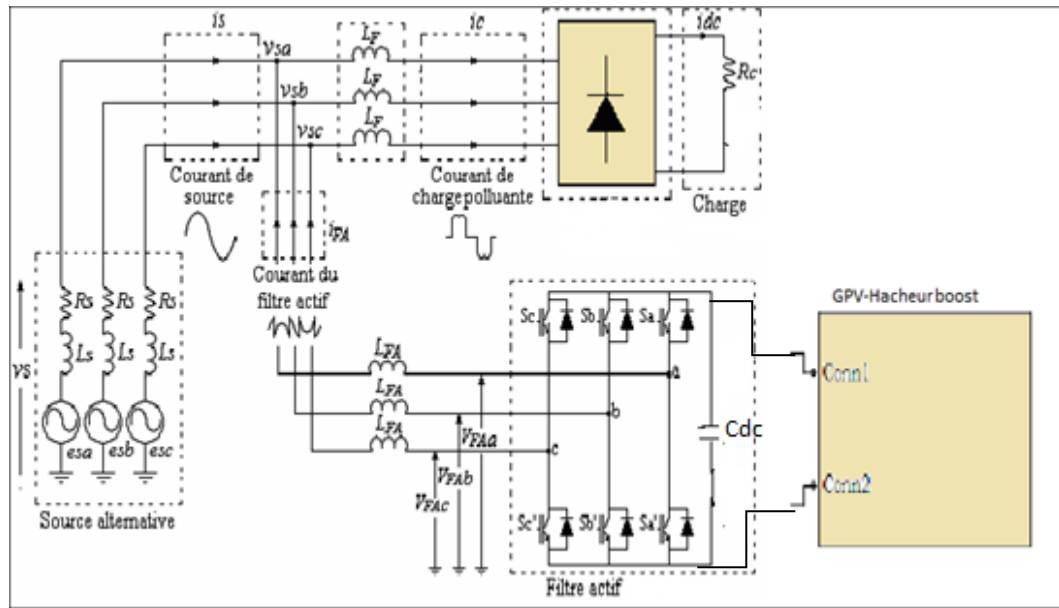 is
LF
ic
idc
vsa
Rc
LF
vsb
LF
vsc
Courant de
source
Courant de
charge polluante
Charge
iFA
Courant du
filtre actif
GPV-Hacheur boost
Sc
Sb
Sa
Rs
Rs
Rs
vs
Ls
Ls
Ls
LFA
a
Conn1
LFA
b
Cdc
LFA
c
VFAa
esa
esb
esc
VFAb
VFAc
Conn2
Source alternative
Sc'
Sb'
Sa'
Filtre actif